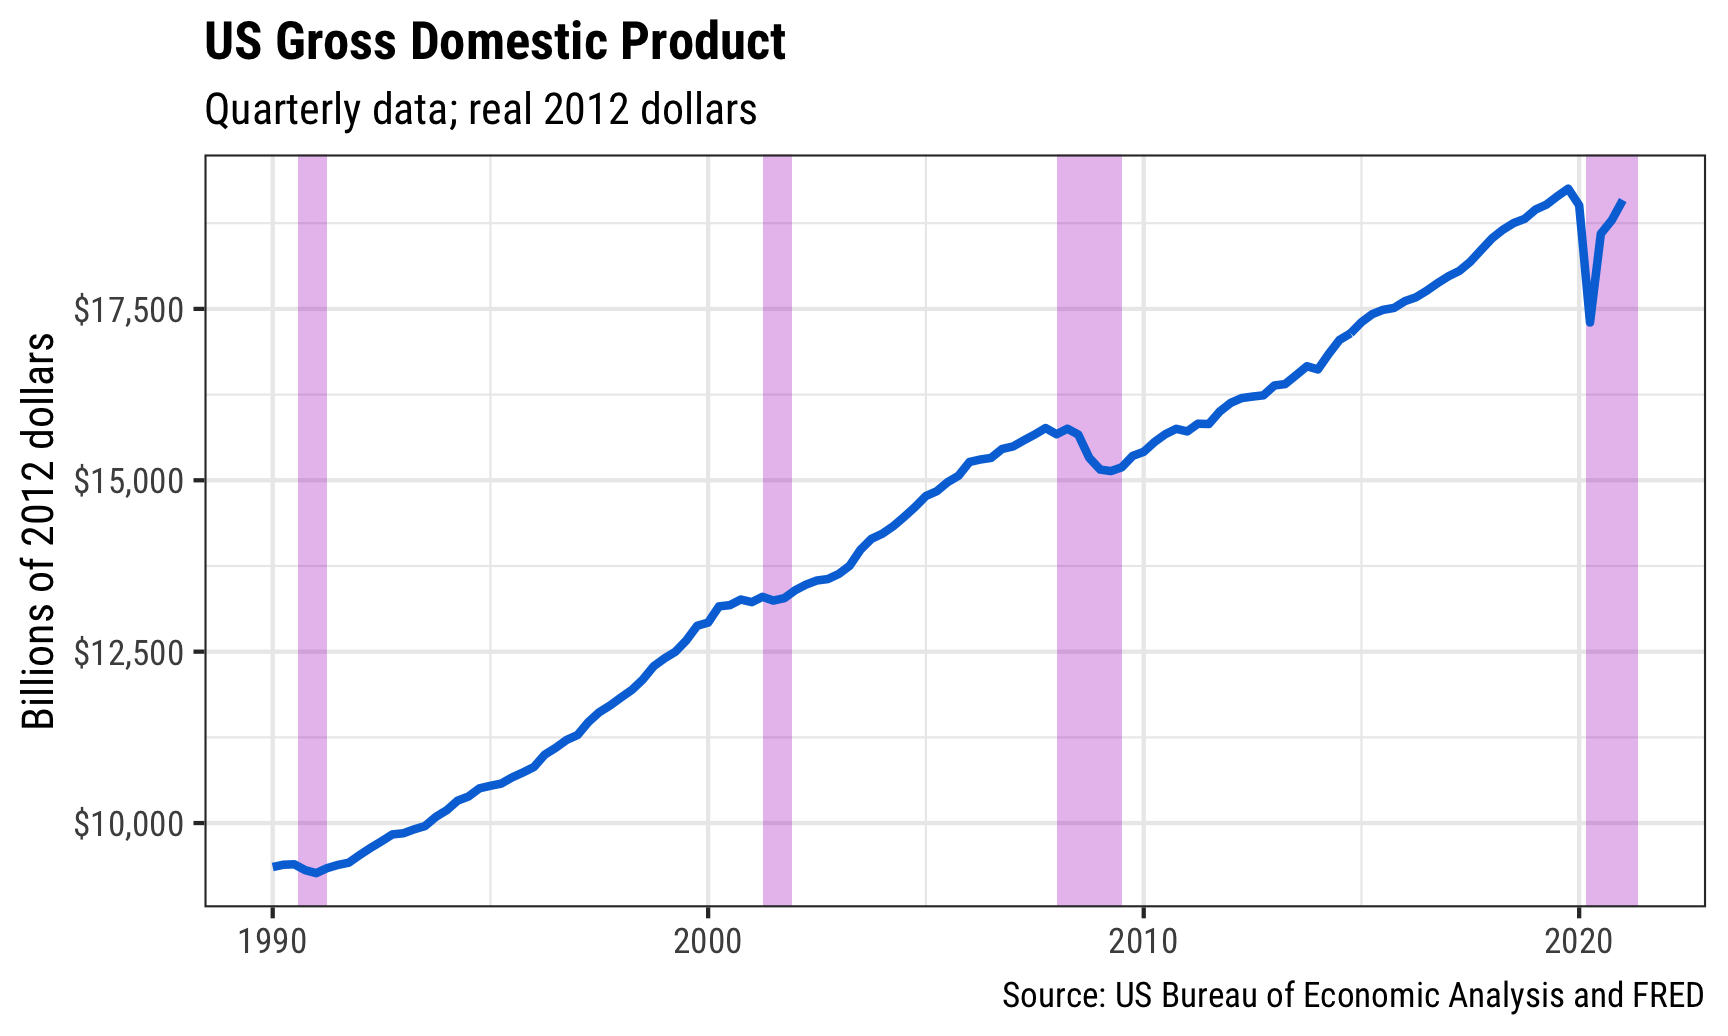 US Gross Domestic Product
Quarterly data; real 2012 dollars
Billions of 2012 dollars
$17,500
$15,000
$12,500
$10,000
1990 2000 2010 2020
Source: US Bureau of Economic Analysis and FRED